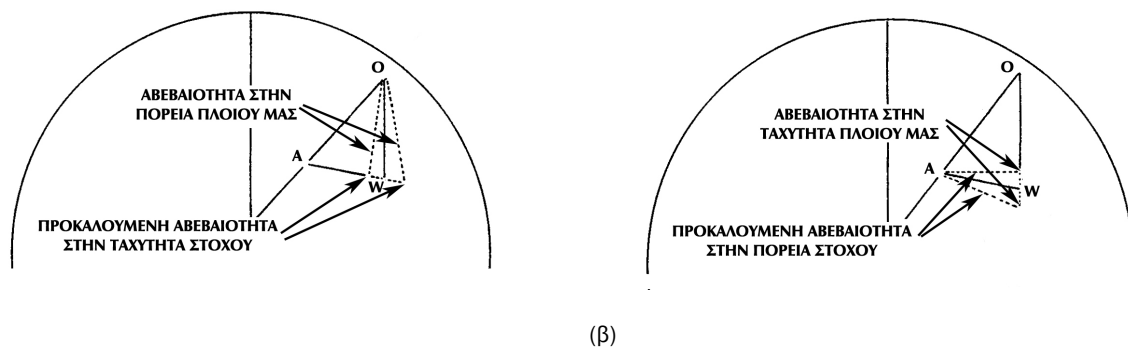 O
ΑΒΕΒΑΙΟΤΗΤΑ ΣΤΗΝ
ΠΟΡΕΙΑ ΠΛΟΙΟΥ ΜΑΣ
A
W
ΠΡΟΚΑΛΟΥΜΕΝΗ ΑΒΕΒΑΙΟΤΗΤΑ
ΣΤΗΝ ΤΑΧΥΤΗΤΑ ΣΤΟΧΟΥ
O
ΑΒΕΒΑΙΟΤΗΤΑ ΣΤΗΝ
ΤΑΧΥΤΗΤΑ ΠΛΟΙΟΥ ΜΑΣ
A
W
ΠΡΟΚΑΛΟΥΜΕΝΗ ΑΒΕΒΑΙΟΤΗΤΑ
ΣΤΗΝ ΠΟΡΕΙΑ ΣΤΟΧΟΥ
(β)